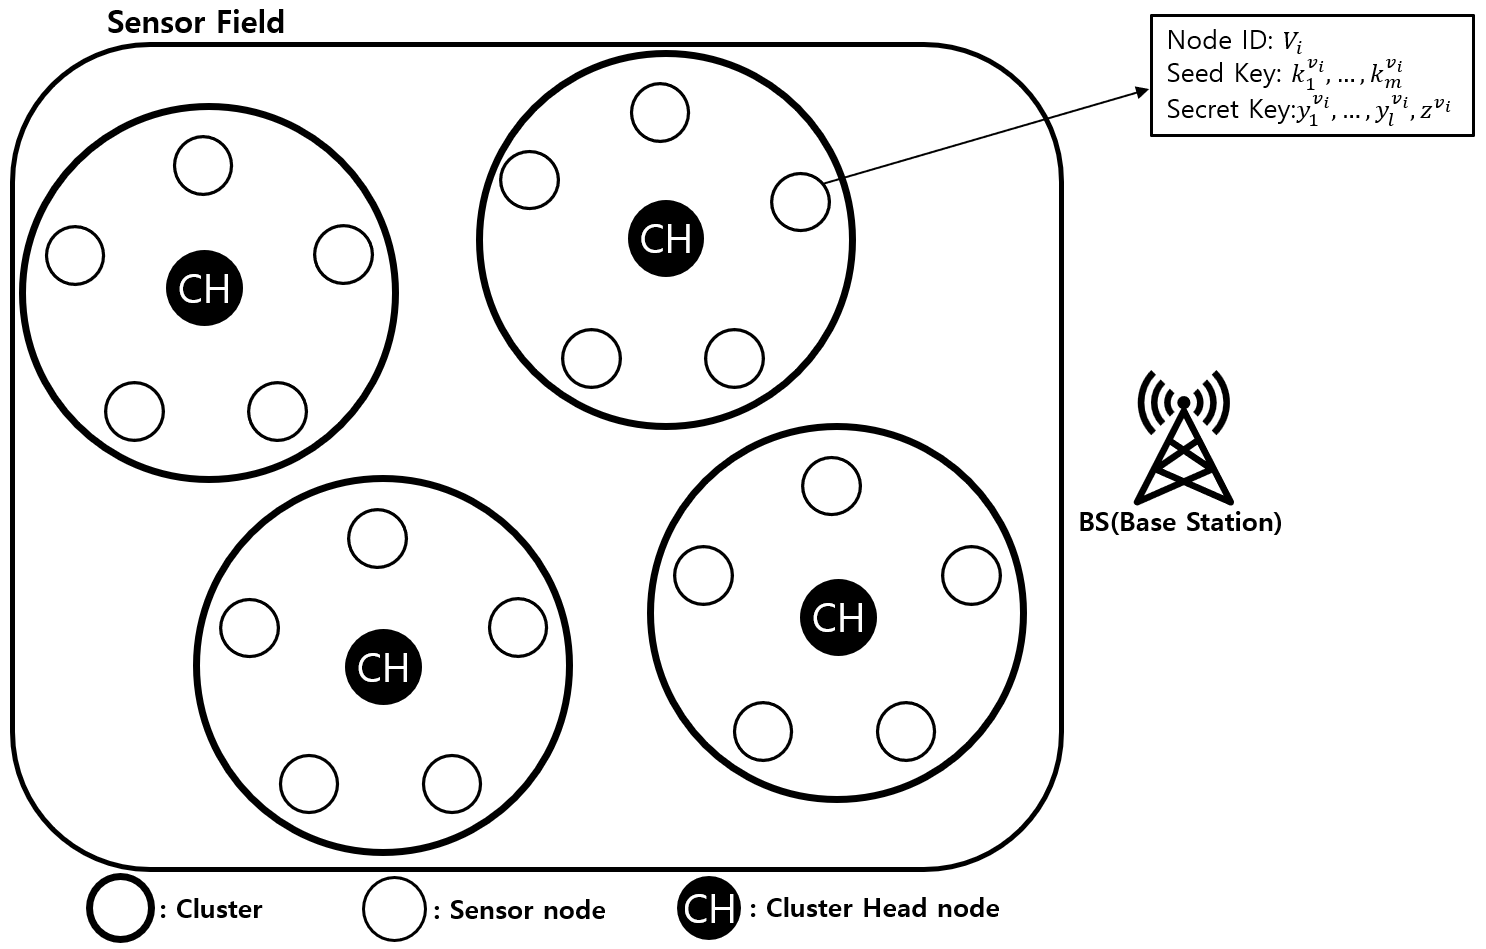 Sensor Field
Node ID: V_i
Seed Key: k_1^{v_i}, ..., k_m^{v_i}
Secret Key:y_1^{v_i}, ..., y_l^{v_i}, z^{v_i}
CH
CH
CH
CH
BS(Base Station)
: Cluster
: Sensor node
CH : Cluster Head node